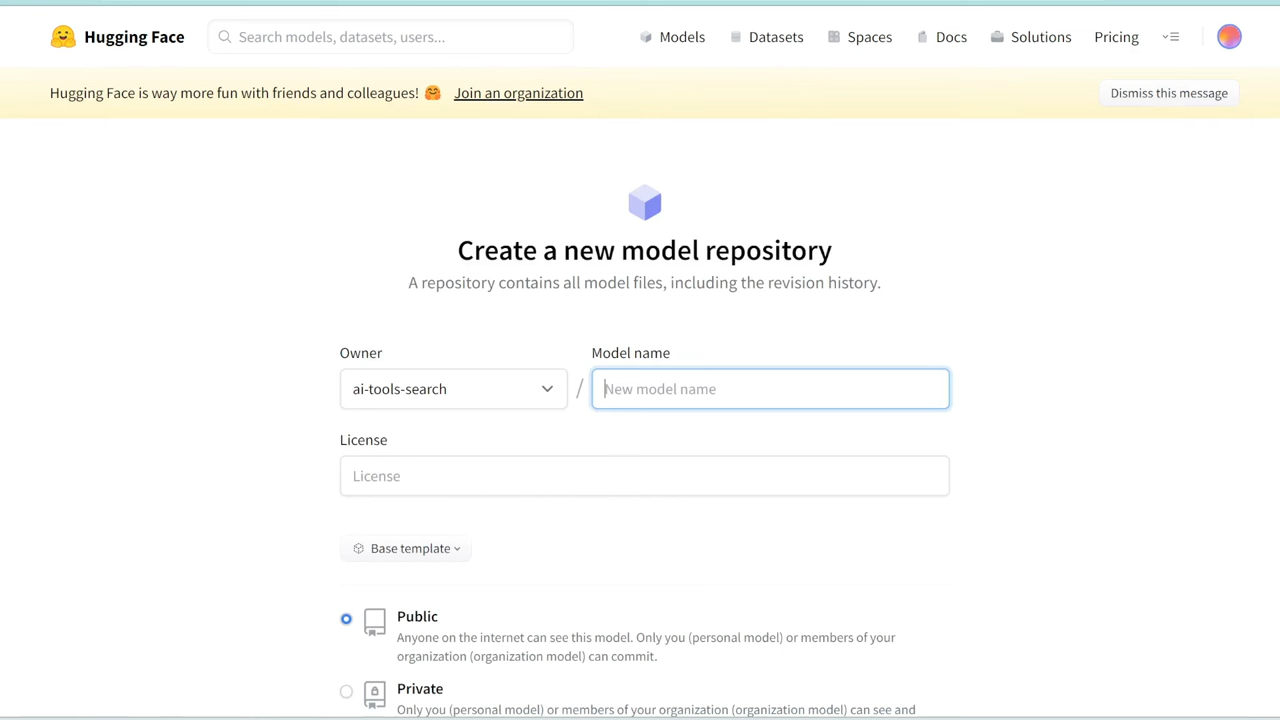 Hugging Face
Search models, datasets, users...
Models
Datasets
Spaces
Docs
Solutions
Pricing
Hugging Face is way more fun with friends and colleagues! 🤗 Join an organization
Dismiss this message
Create a new model repository
A repository contains all model files, including the revision history.
Owner
Model name
ai-tools-search
/
New model name
License
License
Base template
Public
Anyone on the internet can see this model. Only you (personal model) or members of your
organization (organization model) can commit.
Private
Only you (personal model) or members of your organization (organization model) can see and